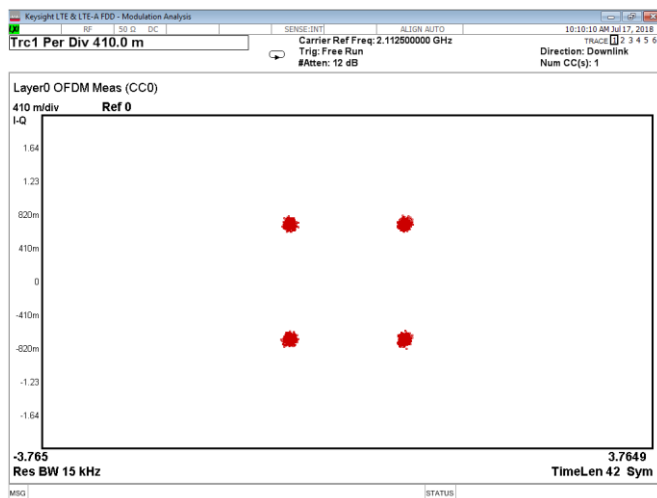 Keysight LTE & LTE-A FDD - Modulation Analysis
RF 50 Ω DC SENSE:INT ALIGN AUTO 10:10:10 AM Jul 17, 2018
Trc1 Per Div 410.0 m Carrier Ref Freq: 2.112500000 GHz TRACE 1 2 3 4 5 6
Trig: Free Run Direction: Downlink
#Atten: 12 dB Num CC(s): 1
Layer0 OFDM Meas (CC0)
410 m/div Ref 0
I-Q
1.64
1.23
820m
410m
0
-410m
-820m
-1.23
-1.64
-3.765 3.7649
Res BW 15 kHz TimeLen 42 Sym
MSG STATUS